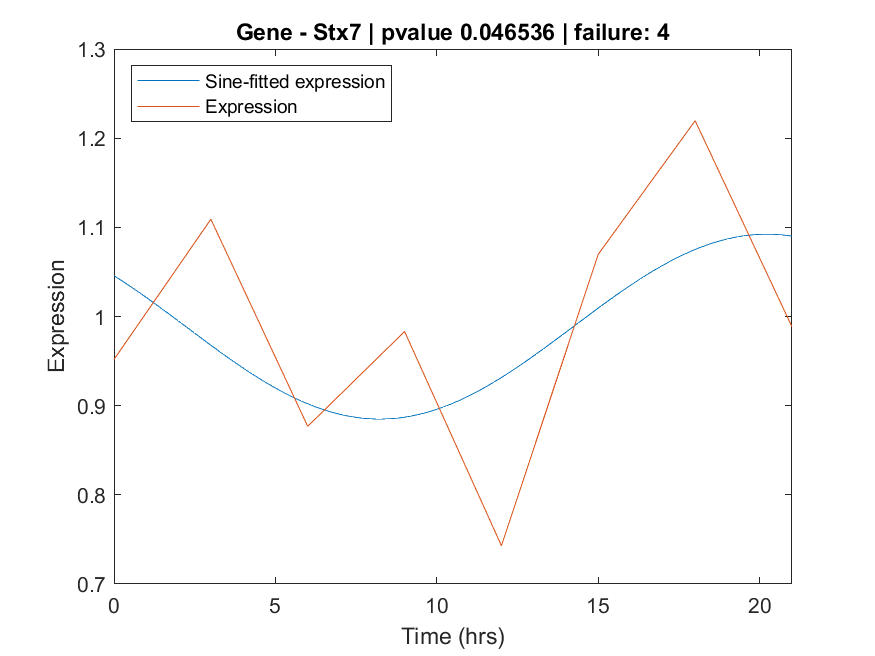 Gene - Stx7 | pvalue 0.046536 | failure: 4
1.3
1.2
1.1
1
0.9
0.8
0.7
Expression
Sine-fitted expression
Expression
0
5
10
15
20
Time (hrs)